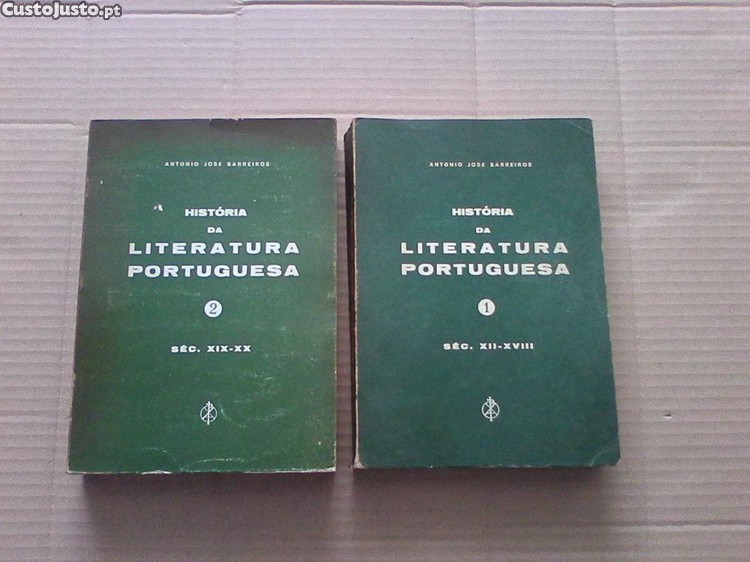 CustoJusto.pt
ANTONIO JOSE BARREIROS
HISTÓRIA
DA
LITERATURA
PORTUGUESA
2
SÉC. XIX-XX
ANTONIO JOSE BARREIROS
HISTÓRIA
DA
LITERATURA
PORTUGUESA
1
SÉC. XII-XVIII